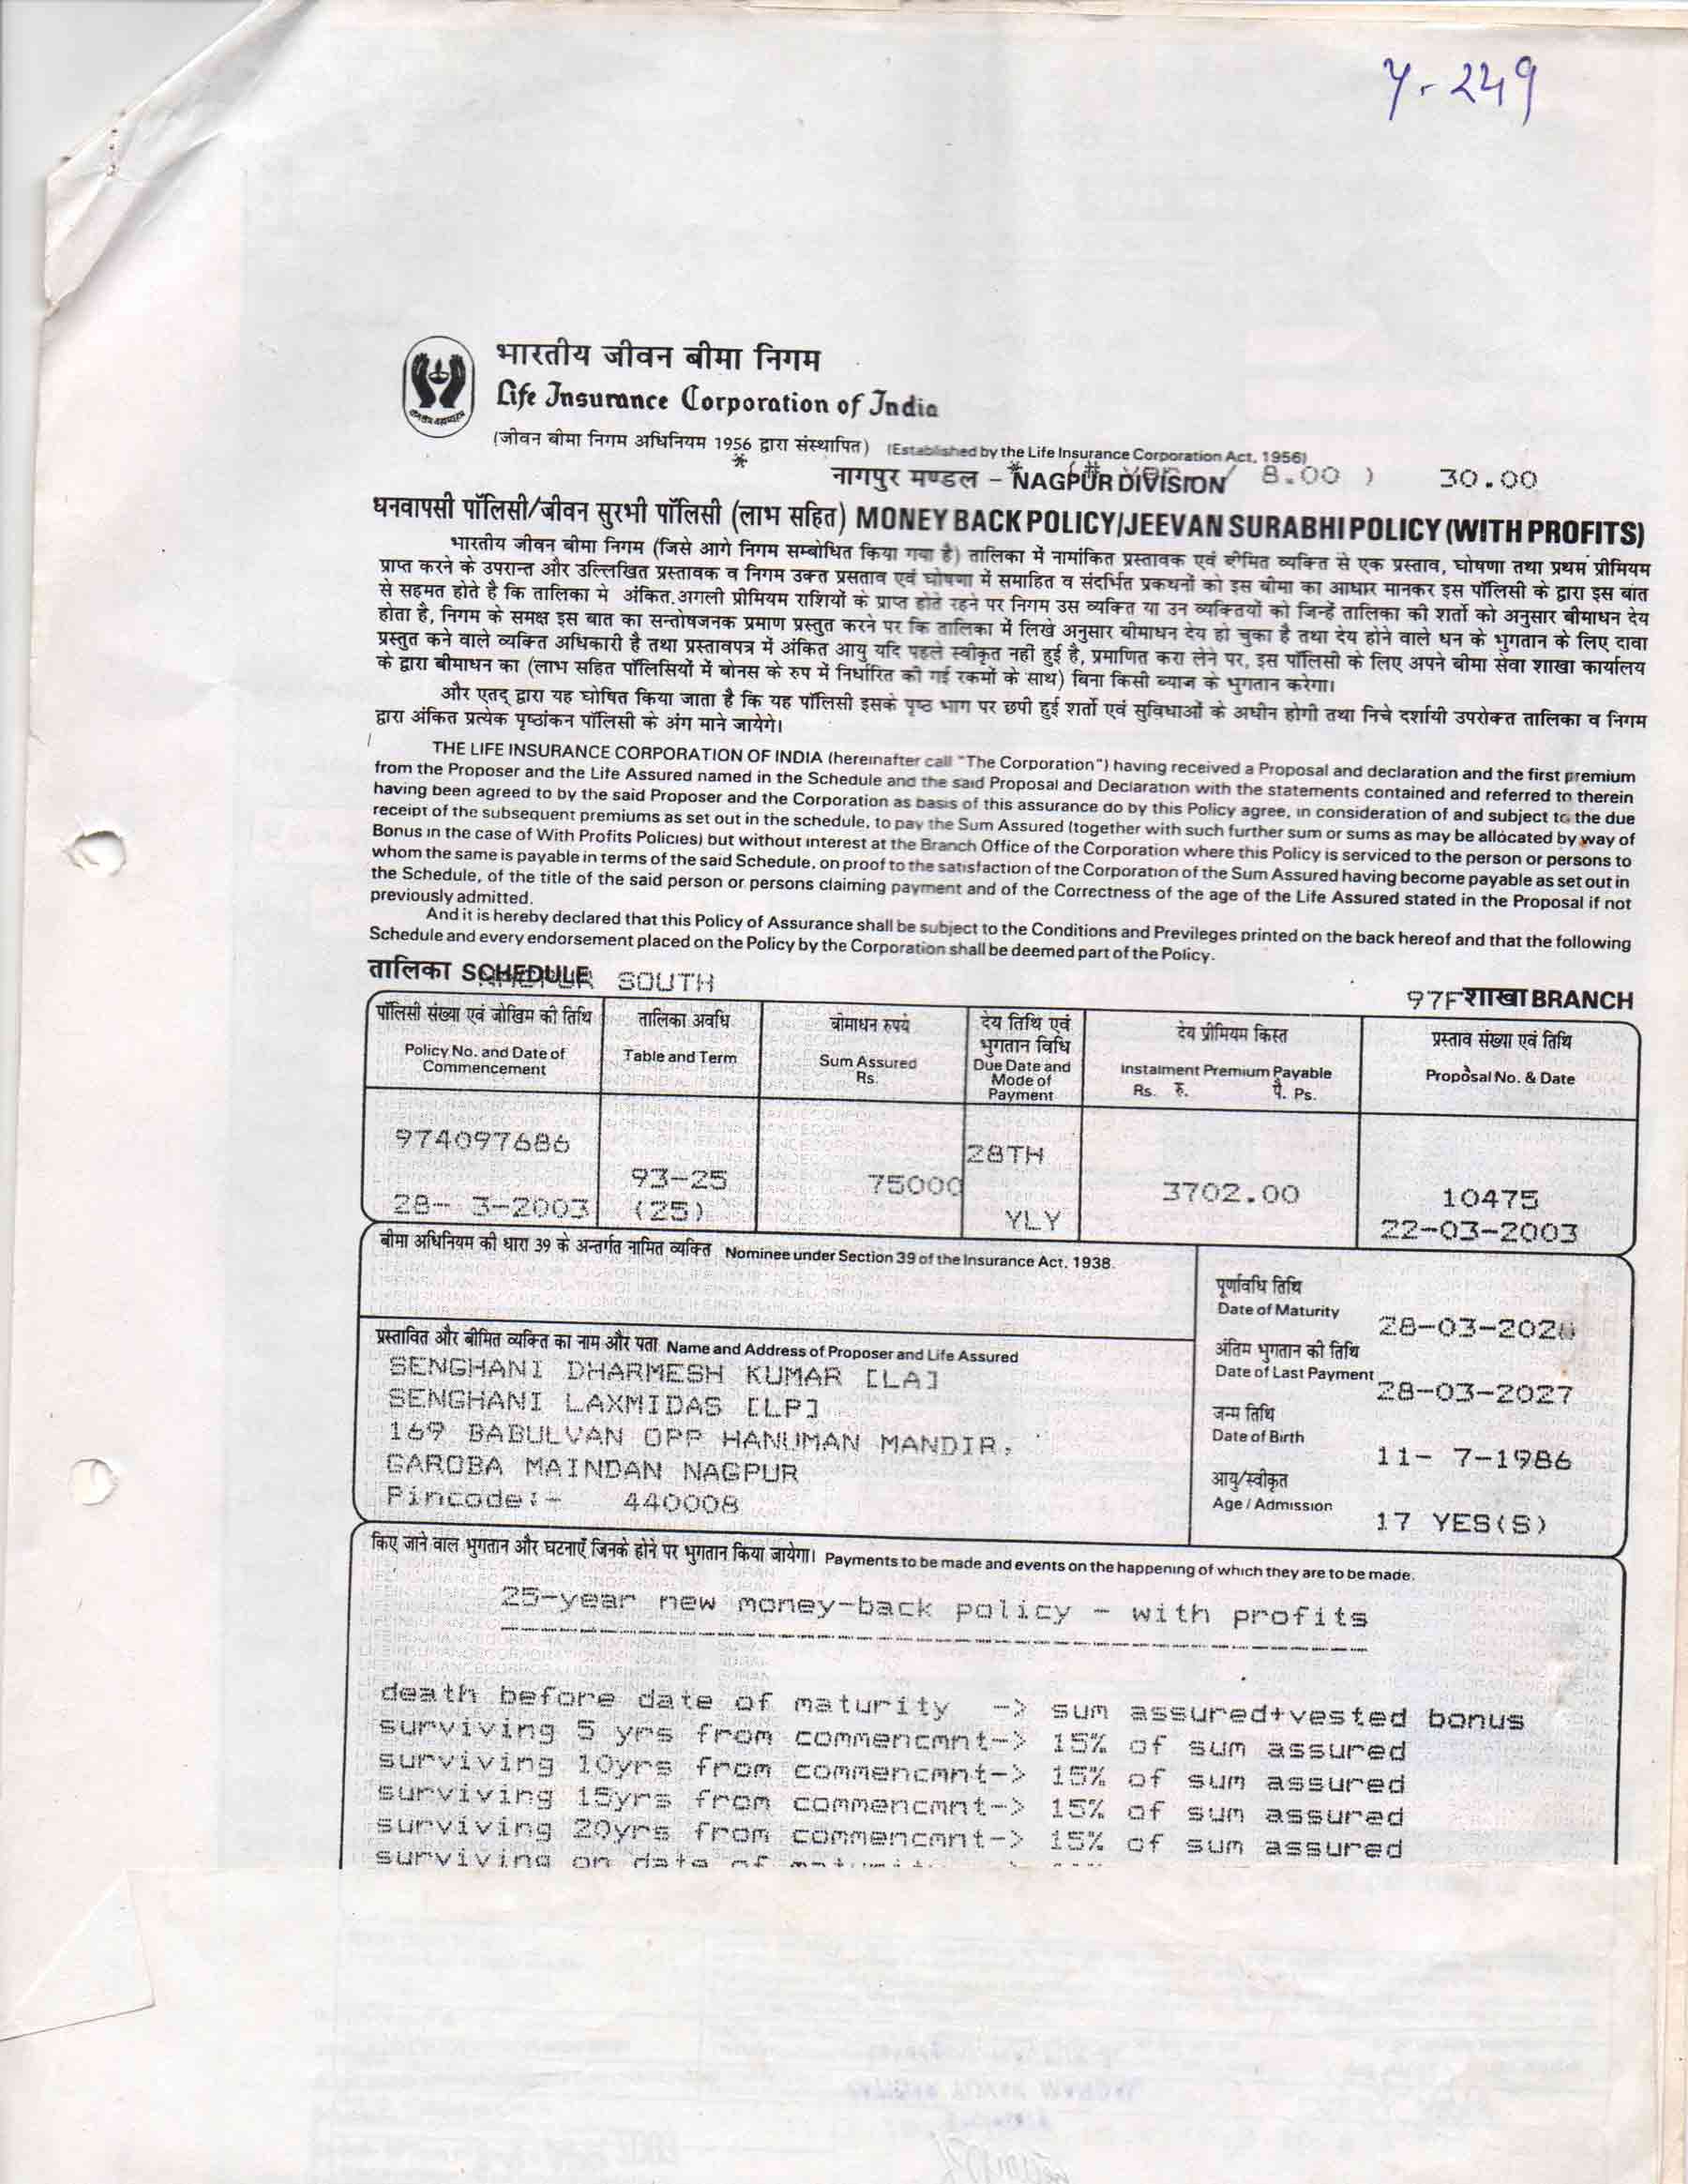 4-249
भारतीय जीवन बीमा निगम
Life Insurance Corporation of India
(जीवन बीमा निगम अधिनियम 1956 द्वारा संस्थापित) (Established by the Life Insurance Corporation Act, 1956)
नागपुर मण्डल – NAGPUR DIVISION / 8.00 ) 30.00
धनवापसी पॉलिसी/जीवन सुरभी पॉलिसी (लाभ सहित) MONEY BACK POLICY/JEEVAN SURABHI POLICY (WITH PROFITS)
भारतीय जीवन बीमा निगम (जिसे आगे निगम सम्बोधित किया गया है) तालिका में नामांकित प्रस्तावक एवं बीमित व्यक्ति से एक प्रस्ताव, घोषणा तथा प्रथम प्रीमियम
प्राप्त करने के उपरान्त और उल्लिखित प्रस्तावक व निगम उक्त प्रसताव एवं घोषणा में समाहित व संदर्भित प्रकथनों को इस बीमा का आधार मानकर इस पॉलिसी के द्वारा इस बात
से सहमत होते है कि तालिका मे अंकित अगली प्रीमियम राशियों के प्राप्त होते रहने पर निगम उस व्यक्ति या उन व्यक्तियों को जिन्हें तालिका की शर्तो को अनुसार बीमाधन देय
होता है, निगम के समक्ष इस बात का सन्तोषजनक प्रमाण प्रस्तुत करने पर कि तालिका में लिखे अनुसार बीमाधन देय हो चुका है तथा देय होने वाले धन के भुगतान के लिए दावा
प्रस्तुत कने वाले व्यक्ति अधिकारी है तथा प्रस्तावपत्र में अंकित आयु यदि पहले स्वीकृत नहीं हुई है, प्रमाणित करा लेने पर, इस पॉलिसी के लिए अपने बीमा सेवा शाखा कार्यालय
के द्वारा बीमाधन का (लाभ सहित पॉलिसियों में बोनस के रुप में निर्धारित की गई रकमों के साथ) बिना किसी ब्याज के भुगतान करेगा।
और एतद् द्वारा यह घोषित किया जाता है कि यह पॉलिसी इसके पृष्ठ भाग पर छपी हुई शर्तो एवं सुविधाओं के अधीन होगी तथा निचे दर्शायी उपरोक्त तालिका व निगम
द्वारा अंकित प्रत्येक पृष्ठांकन पॉलिसी के अंग माने जायेगे।
THE LIFE INSURANCE CORPORATION OF INDIA (hereinafter call "The Corporation") having received a Proposal and declaration and the first premium
from the Proposer and the Life Assured named in the Schedule and the said Proposal and Declaration with the statements contained and referred to therein
having been agreed to by the said Proposer and the Corporation as basis of this assurance do by this Policy agree, in consideration of and subject to the due
receipt of the subsequent premiums as set out in the schedule, to pay the Sum Assured (together with such further sum or sums as may be allocated by way of
Bonus in the case of With Profits Policies) but without interest at the Branch Office of the Corporation where this Policy is serviced to the person or persons to
whom the same is payable in terms of the said Schedule, on proof to the satisfaction of the Corporation of the Sum Assured having become payable as set out in
the Schedule, of the title of the said person or persons claiming payment and of the Correctness of the age of the Life Assured stated in the Proposal if not
previously admitted.
And it is hereby declared that this Policy of Assurance shall be subject to the Conditions and Previleges printed on the back hereof and that the following
Schedule and every endorsement placed on the Policy by the Corporation shall be deemed part of the Policy.
तालिका SCHEDULE NAGPUR SOUTH
97F शाखा BRANCH
पॉलिसी संख्या एवं जोखिम की तिथि
Policy No. and Date of
Commencement
तालिका अवधि
Table and Term
बीमाधन रुपये
Sum Assured
Rs.
देय तिथि एवं
भुगतान विधि
Due Date and
Mode of
Payment
देय प्रीमियम किस्त
Instalment Premium Payable
Rs. रु. पै. Ps.
प्रस्ताव संख्या एवं तिथि
Proposal No. & Date
974097686
28- 3-2003
93-25
(25)
75000
28TH
YLY
3702.00
10475
22-03-2003
बीमा अधिनियम की धारा 39 के अन्तर्गत नामित व्यक्ति Nominee under Section 39 of the Insurance Act, 1938.
पूर्णावधि तिथि
Date of Maturity
28-03-2028
अंतिम भुगतान की तिथि
Date of Last Payment
28-03-2027
जन्म तिथि
Date of Birth
11- 7-1986
आयु/स्वीकृत
Age / Admission
17 YES(S)
प्रस्तावित और बीमित व्यक्ति का नाम और पता Name and Address of Proposer and Life Assured
SENGHANI DHARMESH KUMAR [LA]
SENGHANI LAXMIDAS [LP]
169 BABULVAN OPP HANUMAN MANDIR,
GAROBA MAINDAN NAGPUR
Pincode:- 440008
किए जाने वाल भुगतान और घटनाएँ जिनके होने पर भुगतान किया जायेगा। Payments to be made and events on the happening of which they are to be made.
25-year new money-back policy - with profits
death before date of maturity -> sum assured+vested bonus
surviving 5 yrs from commencmnt-> 15% of sum assured
surviving 10yrs from commencmnt-> 15% of sum assured
surviving 15yrs from commencmnt-> 15% of sum assured
surviving 20yrs from commencmnt-> 15% of sum assured
surviving on date of